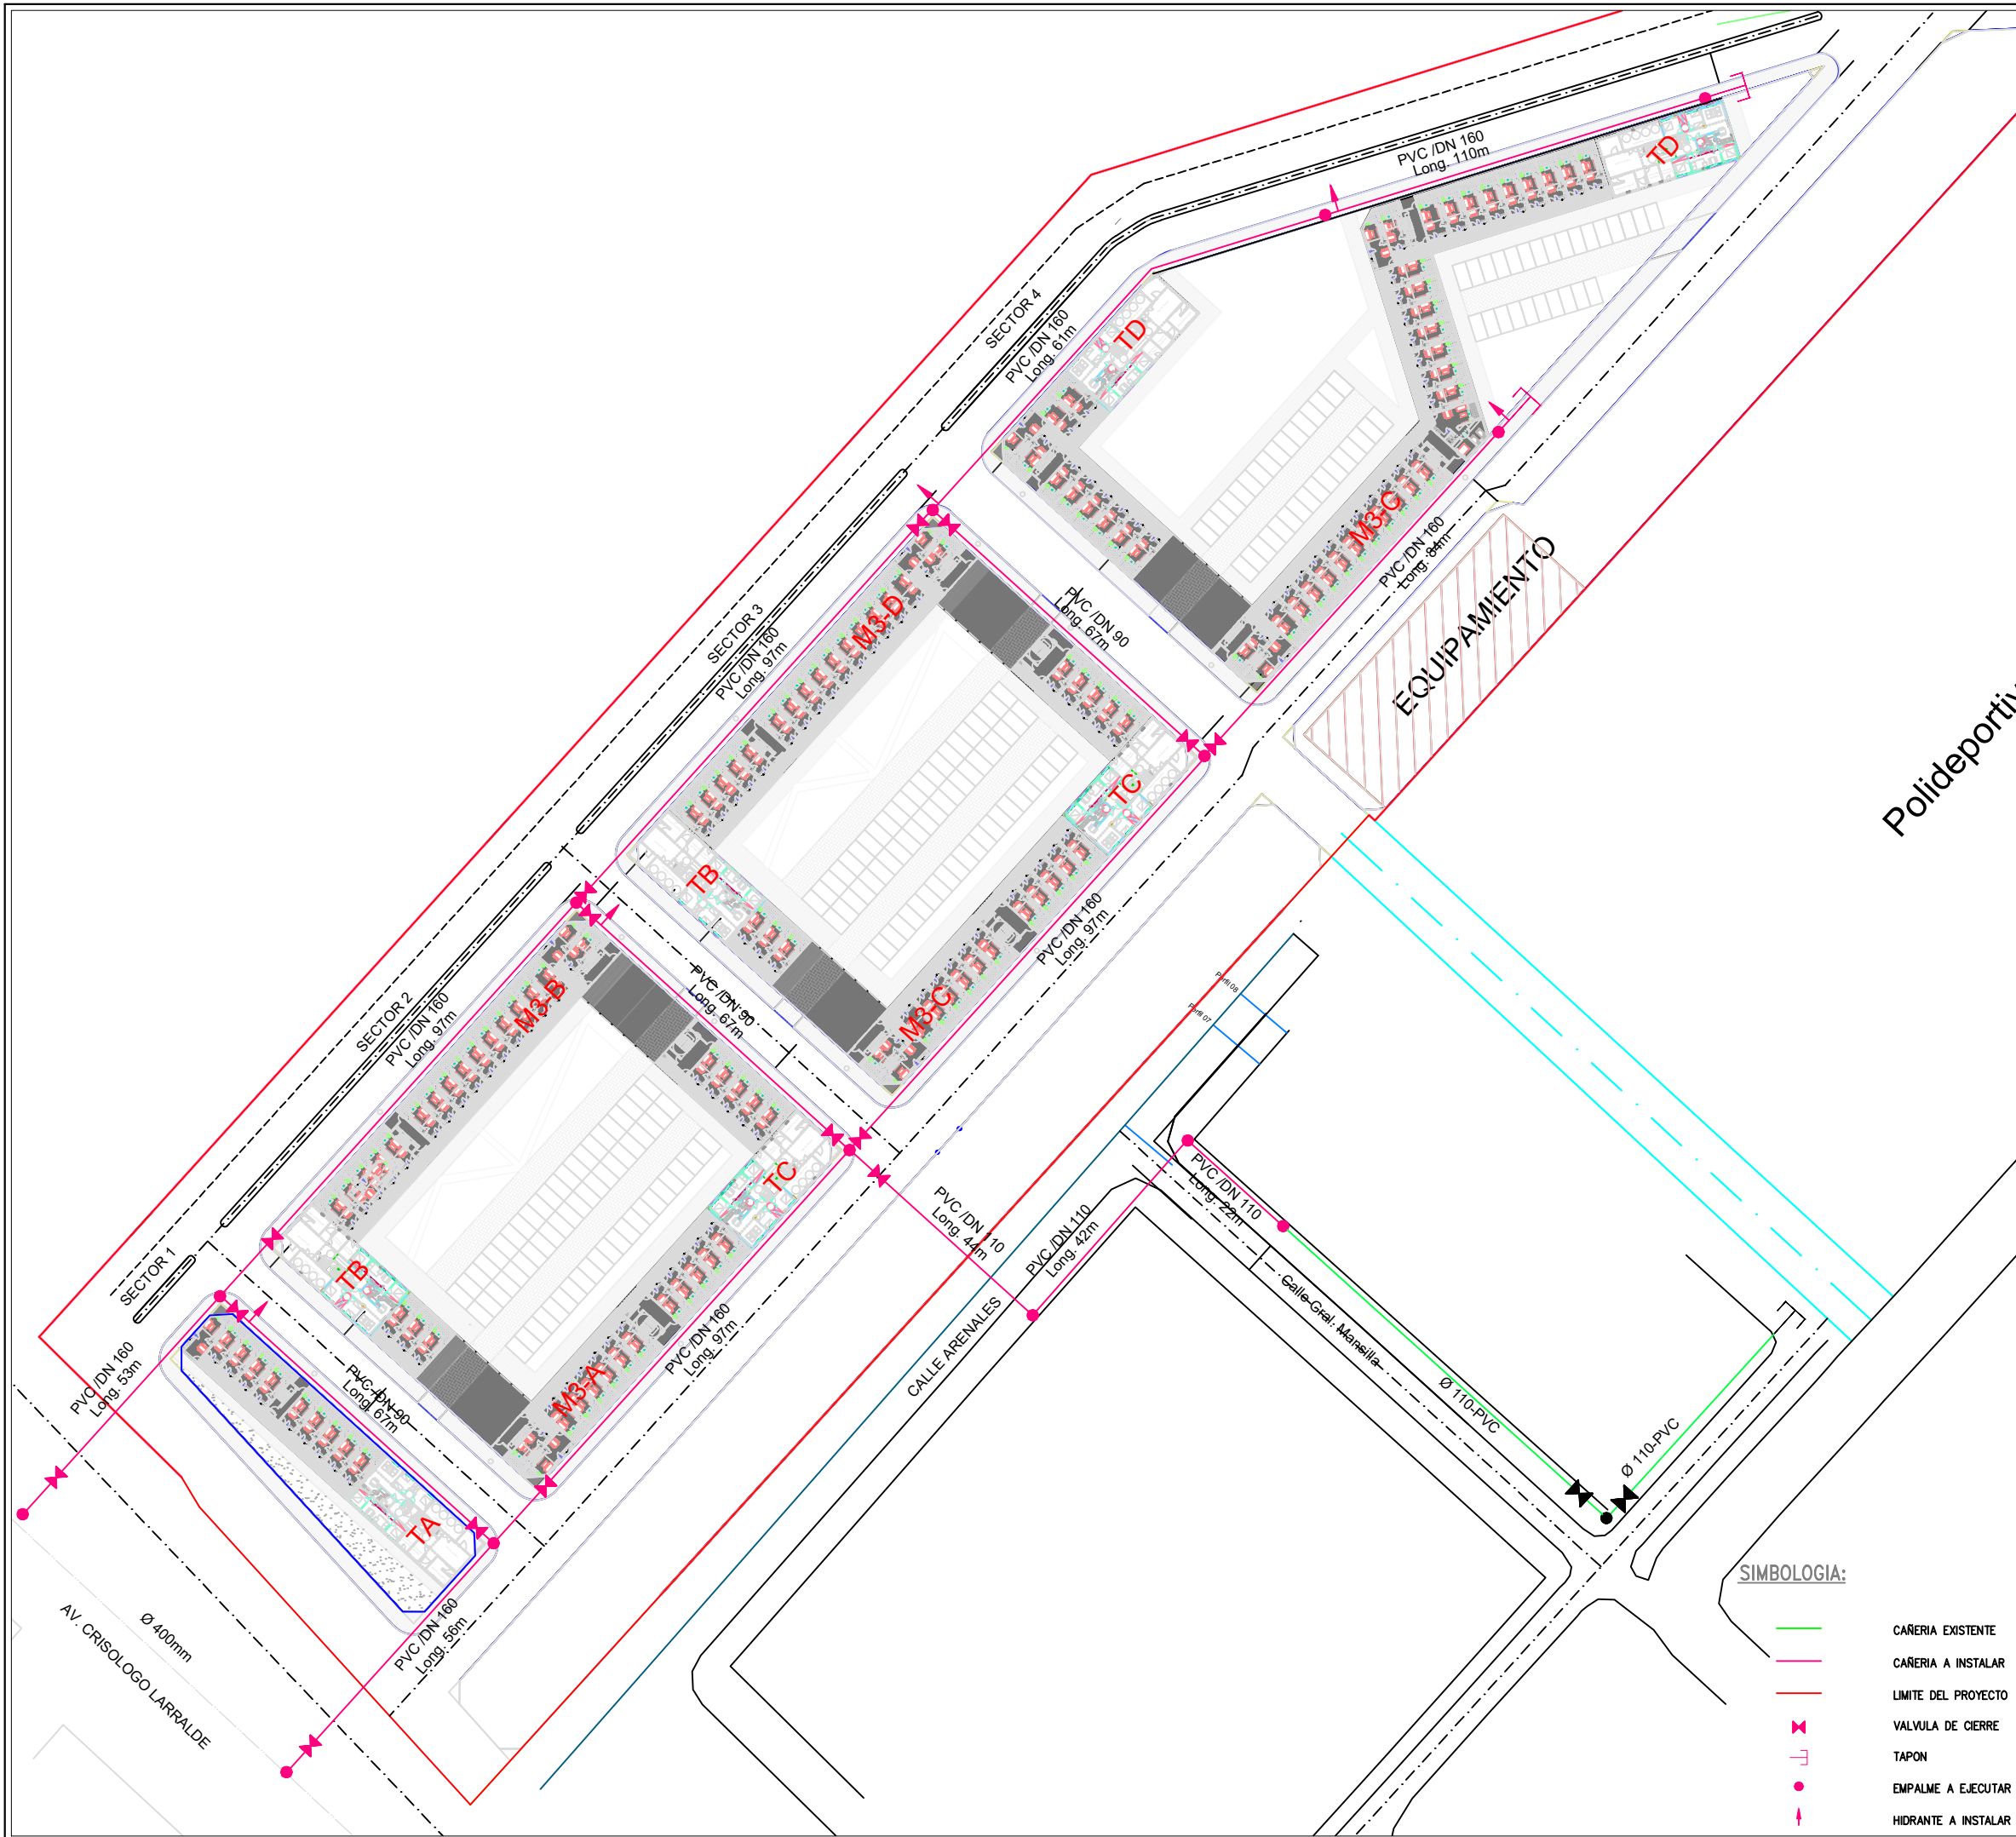 PVC /DN 160
Long. 110m
TD
SECTOR 4
PVC /DN 160
Long. 61m
TD
M3-G
PVC /DN 160
Long. 84m
EQUIPAMIENTO
SECTOR 3
PVC /DN 160
Long. 97m
M3-D
PVC /DN 90
Long. 67m
TC
TB
M3-C
PVC /DN 160
Long. 97m
SECTOR 2
PVC /DN 160
Long. 97m
M3-B
PVC /DN 90
Long. 67m
TC
TB
M3-A
PVC /DN 160
Long. 97m
SECTOR 1
PVC /DN 160
Long. 53m
PVC /DN 90
Long. 67m
TA
PVC /DN 160
Long. 56m
Ø 400mm
AV. CRISOLOGO LARRALDE
PVC /DN 110
Long. 44m
PVC /DN 110
Long. 42m
CALLE ARENALES
Perfil 08
Perfil 07
PVC /DN 110
Long. 22m
Calle Gral. Mansilla
Ø 110-PVC
Ø 110-PVC
SIMBOLOGIA:
CAÑERIA EXISTENTE
CAÑERIA A INSTALAR
LIMITE DEL PROYECTO
VALVULA DE CIERRE
TAPON
EMPALME A EJECUTAR
HIDRANTE A INSTALAR